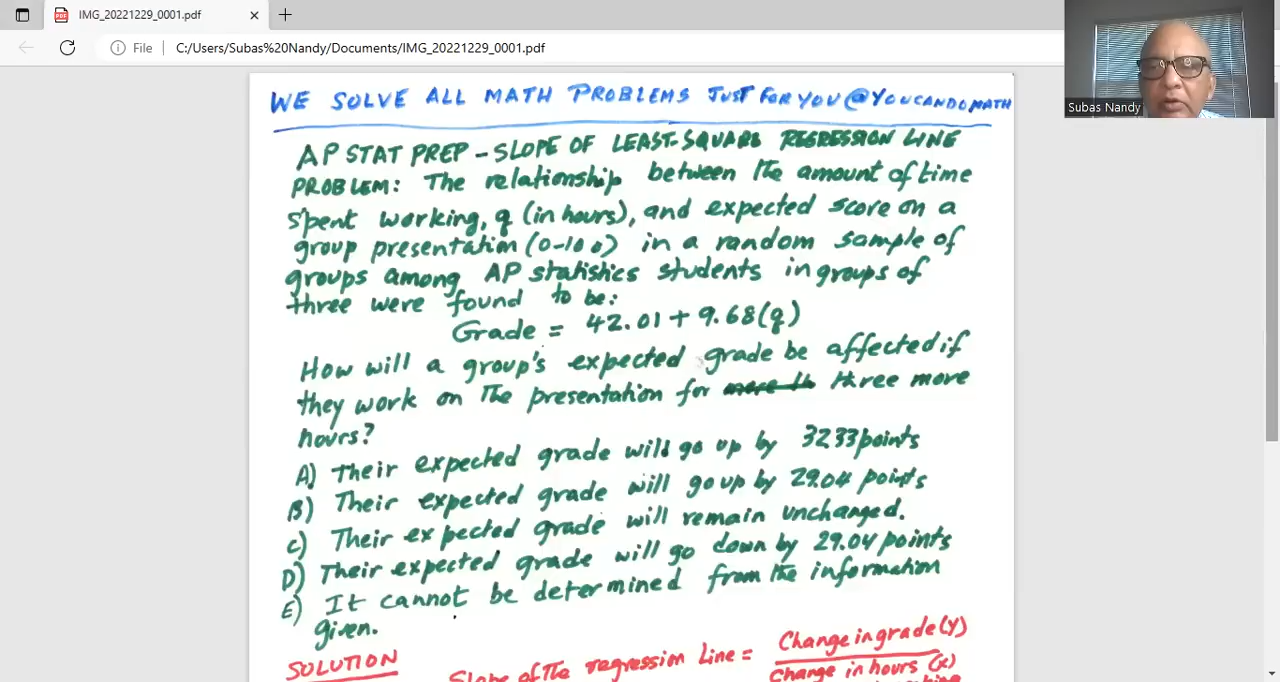 IMG_20221229_0001.pdf
File
C:/Users/Subas%20Nandy/Documents/IMG_20221229_0001.pdf
Subas Nandy
WE SOLVE ALL MATH PROBLEMS JUST FOR YOU @YOUCANDOMATH
AP STAT PREP - SLOPE OF LEAST-SQUARE REGRESSION LINE
PROBLEM: The relationship between the amount of time
spent working, q (in hours), and expected score on a
group presentation (0-100) in a random sample of
groups among AP statistics students in groups of
three were found to be:
Grade = 42.01 + 9.68(q)
How will a group's expected grade be affected if
they work on the presentation for three more
hours?
A) Their expected grade will go up by 32.33 points
B) Their expected grade will go up by 29.04 points
C) Their expected grade will remain unchanged.
D) Their expected grade will go down by 29.04 points
E) It cannot be determined from the information
given.
SOLUTION
Slope of the regression Line = Change in grade (y)
Change in hours (x)